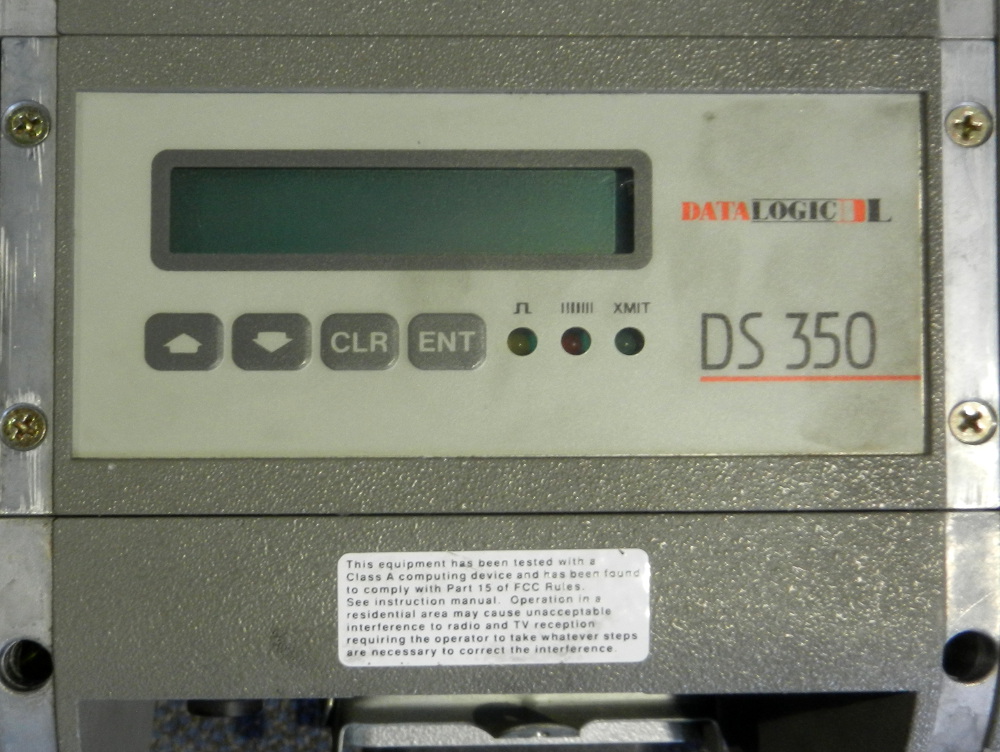 DATALOGIC DL
XMIT
CLR ENT
DS 350
This equipment has been tested with a
Class A computing device and has been found
to comply with Part 15 of FCC Rules.
See instruction manual. Operation in a
residential area may cause unacceptable
interference to radio and TV reception
requiring the operator to take whatever steps
are necessary to correct the interference.